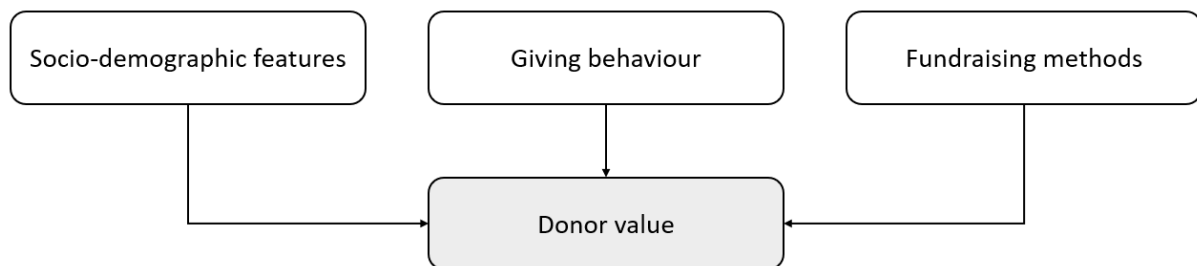 Socio-demographic features
Giving behaviour
Fundraising methods
Donor value